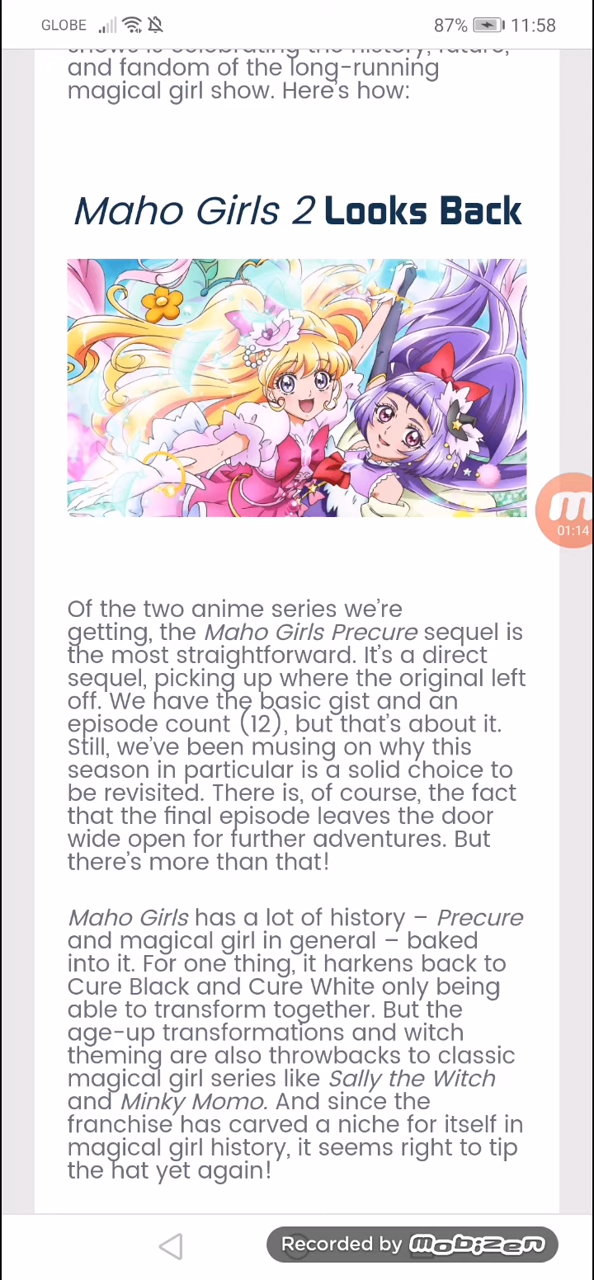 GLOBE
87% 11:58
shows is celebrating the history, future,
and fandom of the long-running
magical girl show. Here's how:
Maho Girls 2 Looks Back
01:14
Of the two anime series we're
getting, the Maho Girls Precure sequel is
the most straightforward. It's a direct
sequel, picking up where the original left
off. We have the basic gist and an
episode count (12), but that's about it.
Still, we've been musing on why this
season in particular is a solid choice to
be revisited. There is, of course, the fact
that the final episode leaves the door
wide open for further adventures. But
there's more than that!
Maho Girls has a lot of history – Precure
and magical girl in general – baked
into it. For one thing, it harkens back to
Cure Black and Cure White only being
able to transform together. But the
age-up transformations and witch
theming are also throwbacks to classic
magical girl series like Sally the Witch
and Minky Momo. And since the
franchise has carved a niche for itself in
magical girl history, it seems right to tip
the hat yet again!
Recorded by mobizen